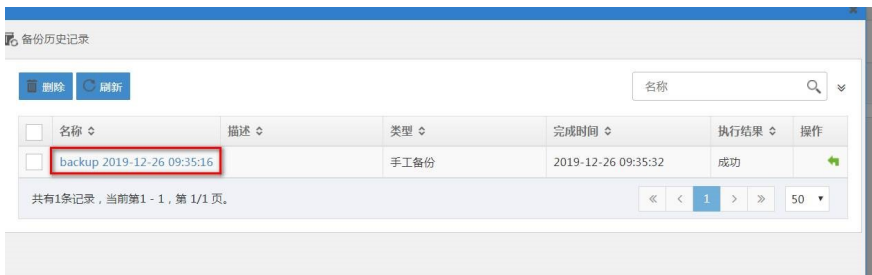 备份历史记录
删除 刷新 名称
名称 描述 类型 完成时间 执行结果 操作
backup 2019-12-26 09:35:16 手工备份 2019-12-26 09:35:32 成功
共有1条记录，当前第1 - 1，第 1/1 页。 « < 1 > » 50